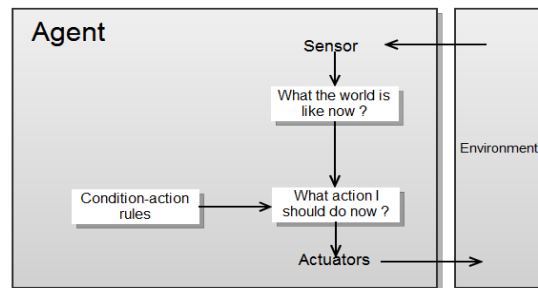 Agent
Sensor
What the world is
like now ?
Environment
Condition-action
rules
What action I
should do now ?
Actuators